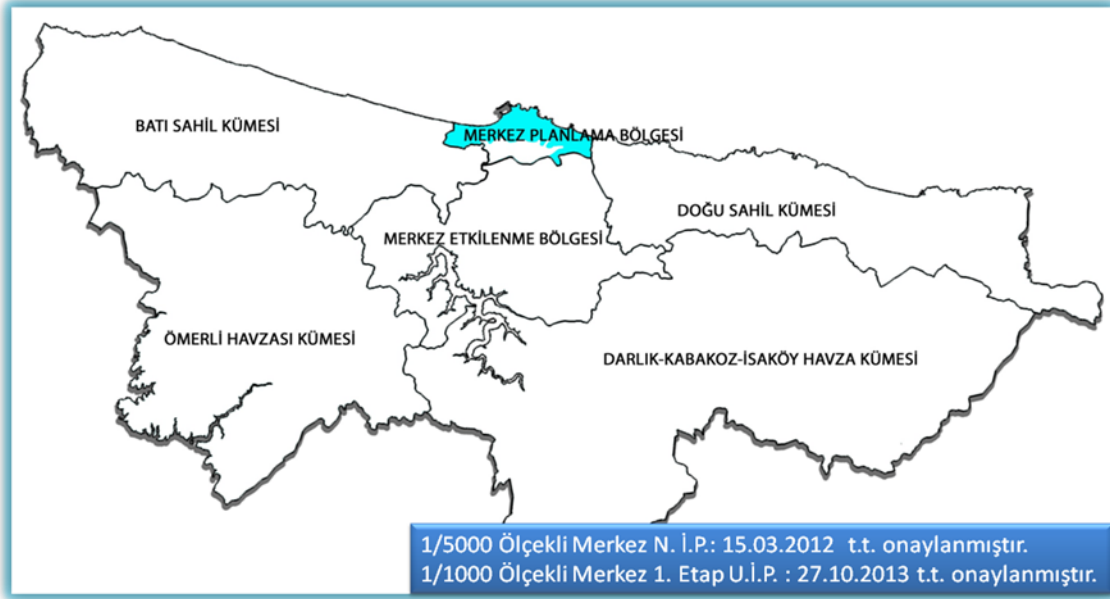 BATI SAHİL KÜMESİ
MERKEZ PLANLAMA BÖLGESİ
DOĞU SAHİL KÜMESİ
MERKEZ ETKİLENME BÖLGESİ
ÖMERLİ HAVZASI KÜMESİ
DARLIK-KABAKOZ-İSAKÖY HAVZA KÜMESİ
1/5000 Ölçekli Merkez N. İ.P.: 15.03.2012 t.t. onaylanmıştır.
1/1000 Ölçekli Merkez 1. Etap U.İ.P. : 27.10.2013 t.t. onaylanmıştır.